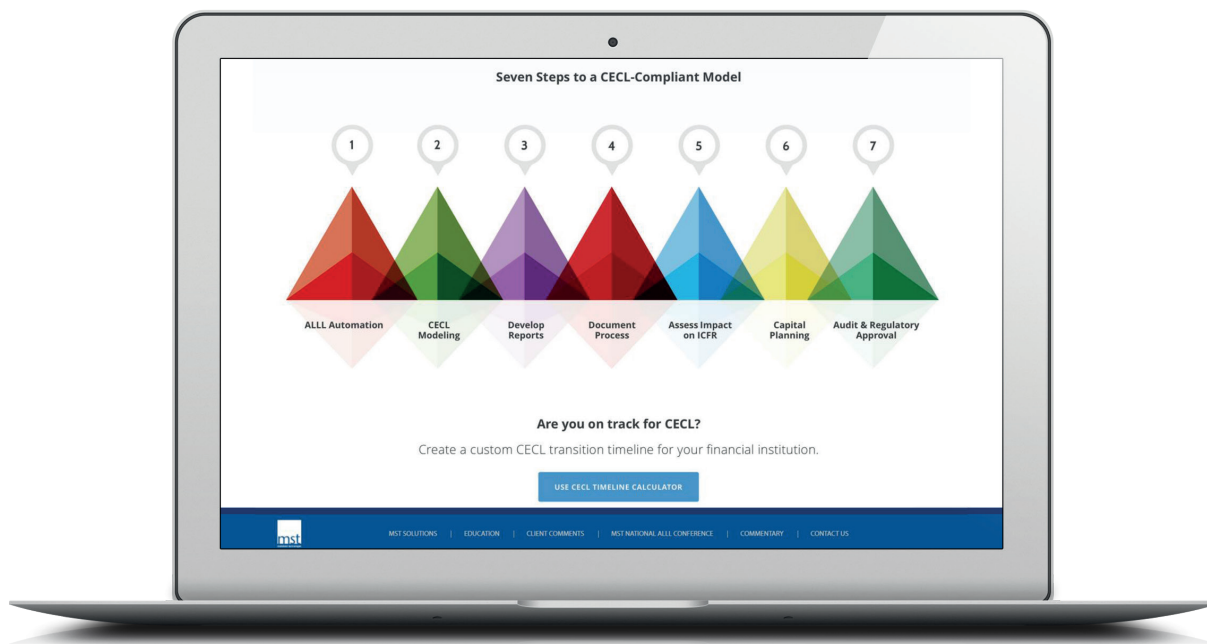 Seven Steps to a CECL-Compliant Model
1 2 3 4 5 6 7
ALLL Automation
CECL
Modeling
Develop
Reports
Document
Process
Assess Impact
on ICFR
Capital
Planning
Audit & Regulatory
Approval
Are you on track for CECL?
Create a custom CECL transition timeline for your financial institution.
USE CECL TIMELINE CALCULATOR
mst
MST SOLUTIONS | EDUCATION | CLIENT COMMENTS | MST NATIONAL ALLL CONFERENCE | COMMENTARY | CONTACT US